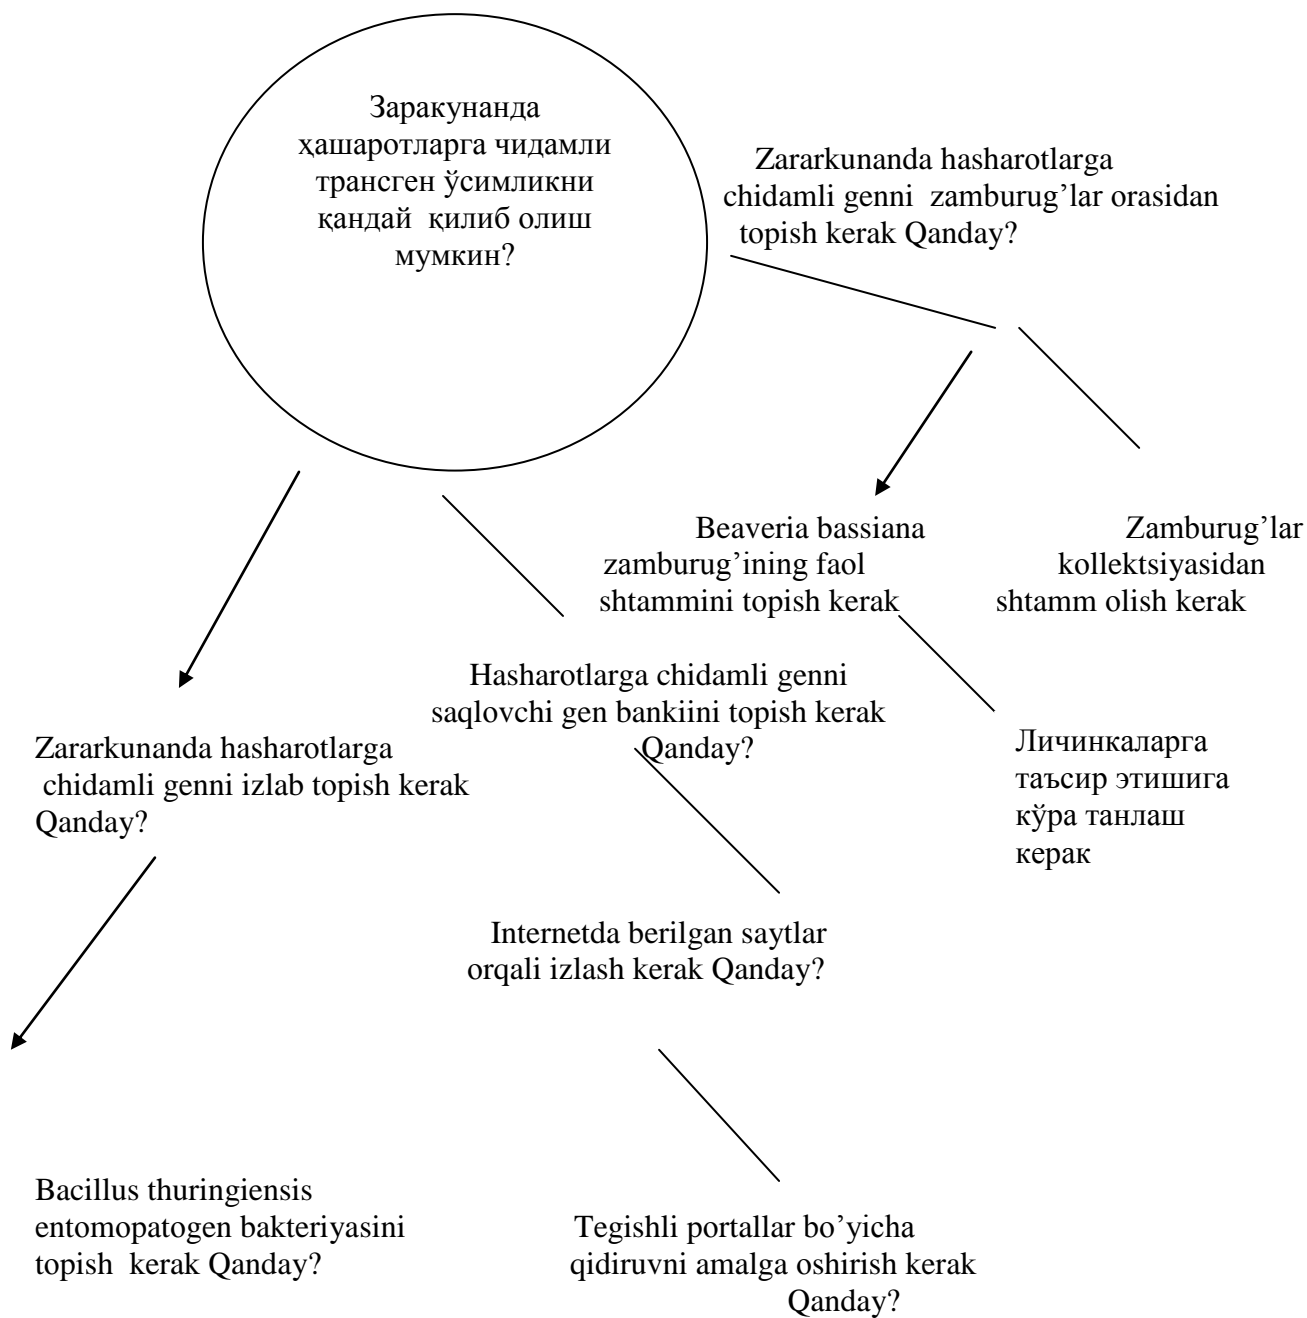 Заракунанда
ҳашаротларга чидамли
трансген ўсимликни
қандай қилиб олиш
мумкин?
Zararkunanda hasharotlarga
chidamli genni zamburug’lar orasidan
topish kerak Qanday?
Beaveria bassiana
zamburug’ining faol
shtammini topish kerak
Zamburug’lar
kollektsiyasidan
shtamm olish kerak
Hasharotlarga chidamli genni
saqlovchi gen bankiini topish kerak
Qanday?
Zararkunanda hasharotlarga
chidamli genni izlab topish kerak
Qanday?
Личинкаларга
таъсир этишига
кўра танлаш
керак
Internetda berilgan saytlar
orqali izlash kerak Qanday?
Bacillus thuringiensis
entomopatogen bakteriyasini
topish kerak Qanday?
Tegishli portallar bo’yicha
qidiruvni amalga oshirish kerak
Qanday?